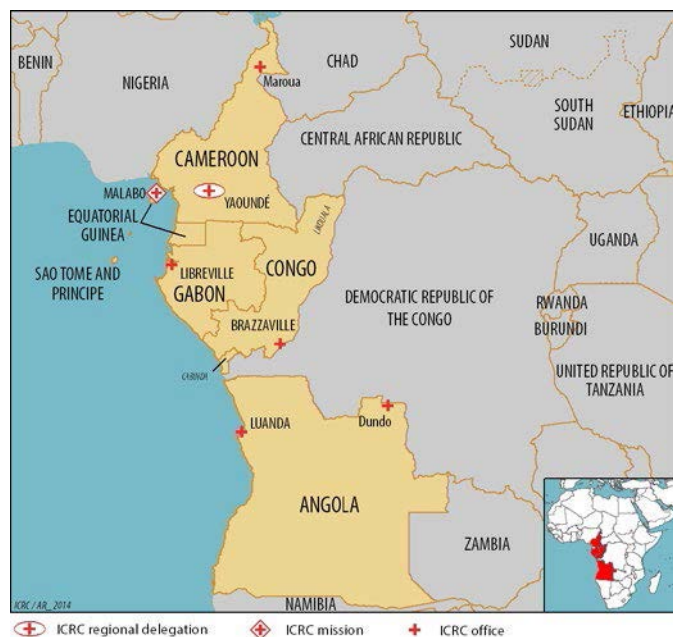 BENIN
NIGERIA
CHAD
SUDAN
Maroua
SOUTH
SUDAN
ETHIOPIA
CENTRAL AFRICAN REPUBLIC
CAMEROON
MALABO
YAOUNDÉ
EQUATORIAL
GUINEA
LIKOUALA
UGANDA
SAO TOME AND
PRINCIPE
LIBREVILLE
GABON
CONGO
DEMOCRATIC REPUBLIC OF
THE CONGO
RWANDA
BURUNDI
BRAZZAVILLE
CABINDA
UNITED REPUBLIC OF
TANZANIA
LUANDA
Dundo
ANGOLA
ZAMBIA
NAMIBIA
ICRC / AR_2014
ICRC regional delegation
ICRC mission
ICRC office